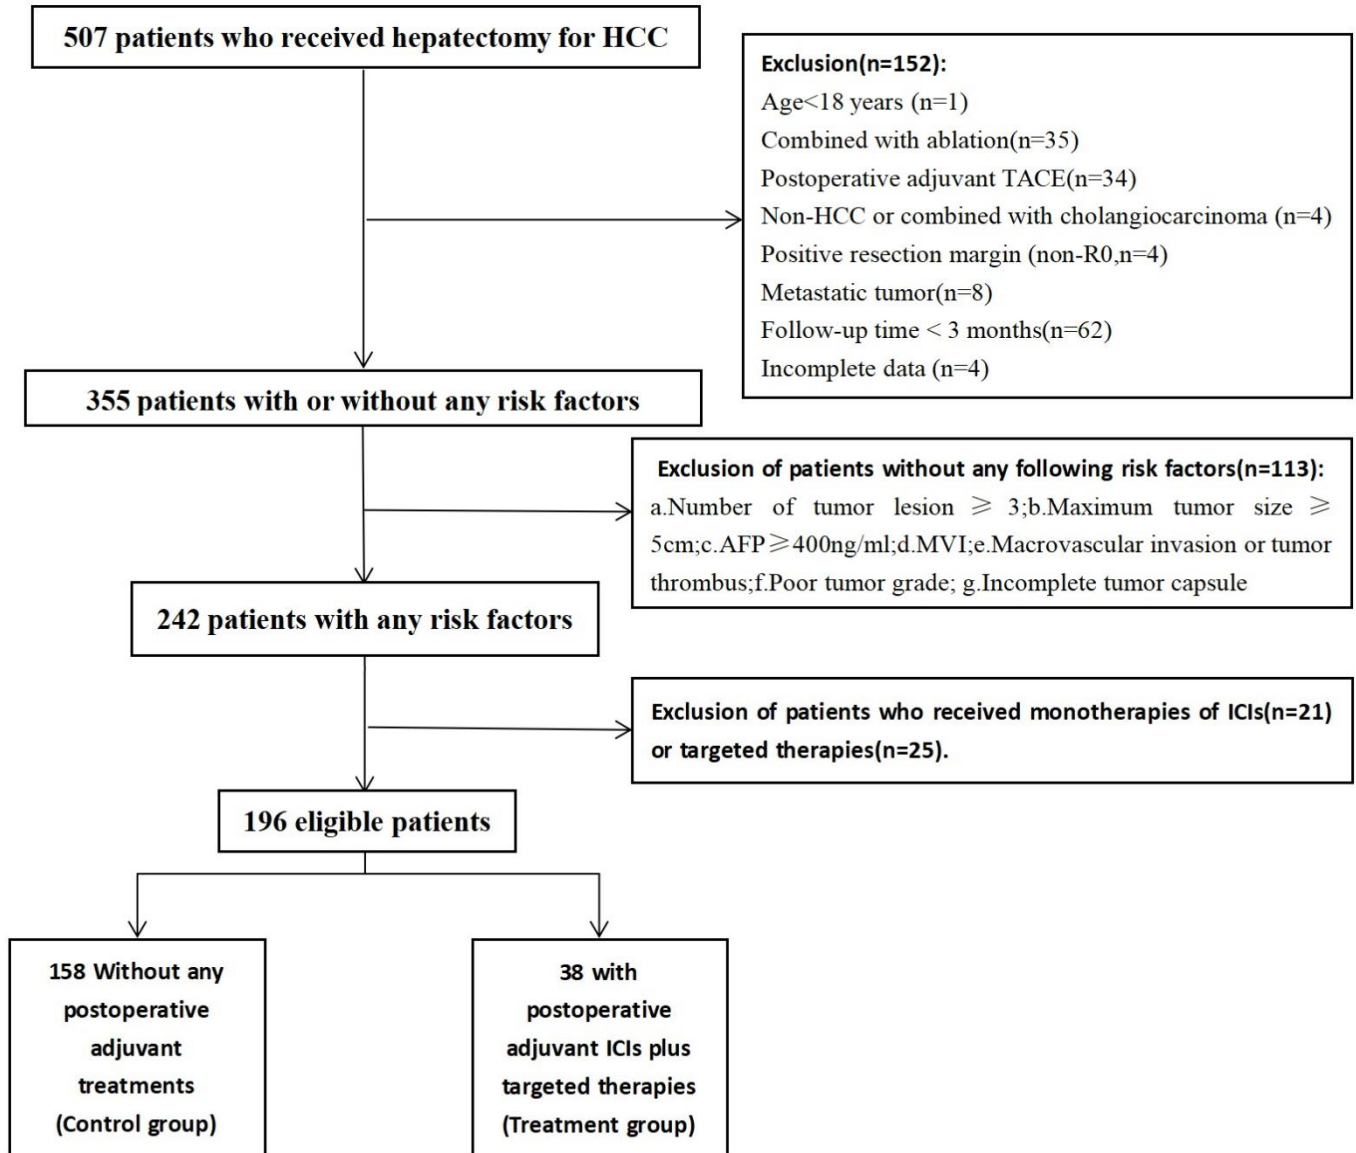 507 patients who received hepatectomy for HCC
Exclusion(n=152):
Age<18 years (n=1)
Combined with ablation(n=35)
Postoperative adjuvant TACE(n=34)
Non-HCC or combined with cholangiocarcinoma (n=4)
Positive resection margin (non-R0,n=4)
Metastatic tumor(n=8)
Follow-up time < 3 months(n=62)
Incomplete data (n=4)
355 patients with or without any risk factors
Exclusion of patients without any following risk factors(n=113):
a.Number of tumor lesion ⩾ 3;b.Maximum tumor size ⩾
5cm;c.AFP⩾400ng/ml;d.MVI;e.Macrovascular invasion or tumor
thrombus;f.Poor tumor grade; g.Incomplete tumor capsule
242 patients with any risk factors
Exclusion of patients who received monotherapies of ICIs(n=21)
or targeted therapies(n=25).
196 eligible patients
158 Without any
postoperative
adjuvant
treatments
(Control group)
38 with
postoperative
adjuvant ICIs plus
targeted therapies
(Treatment group)